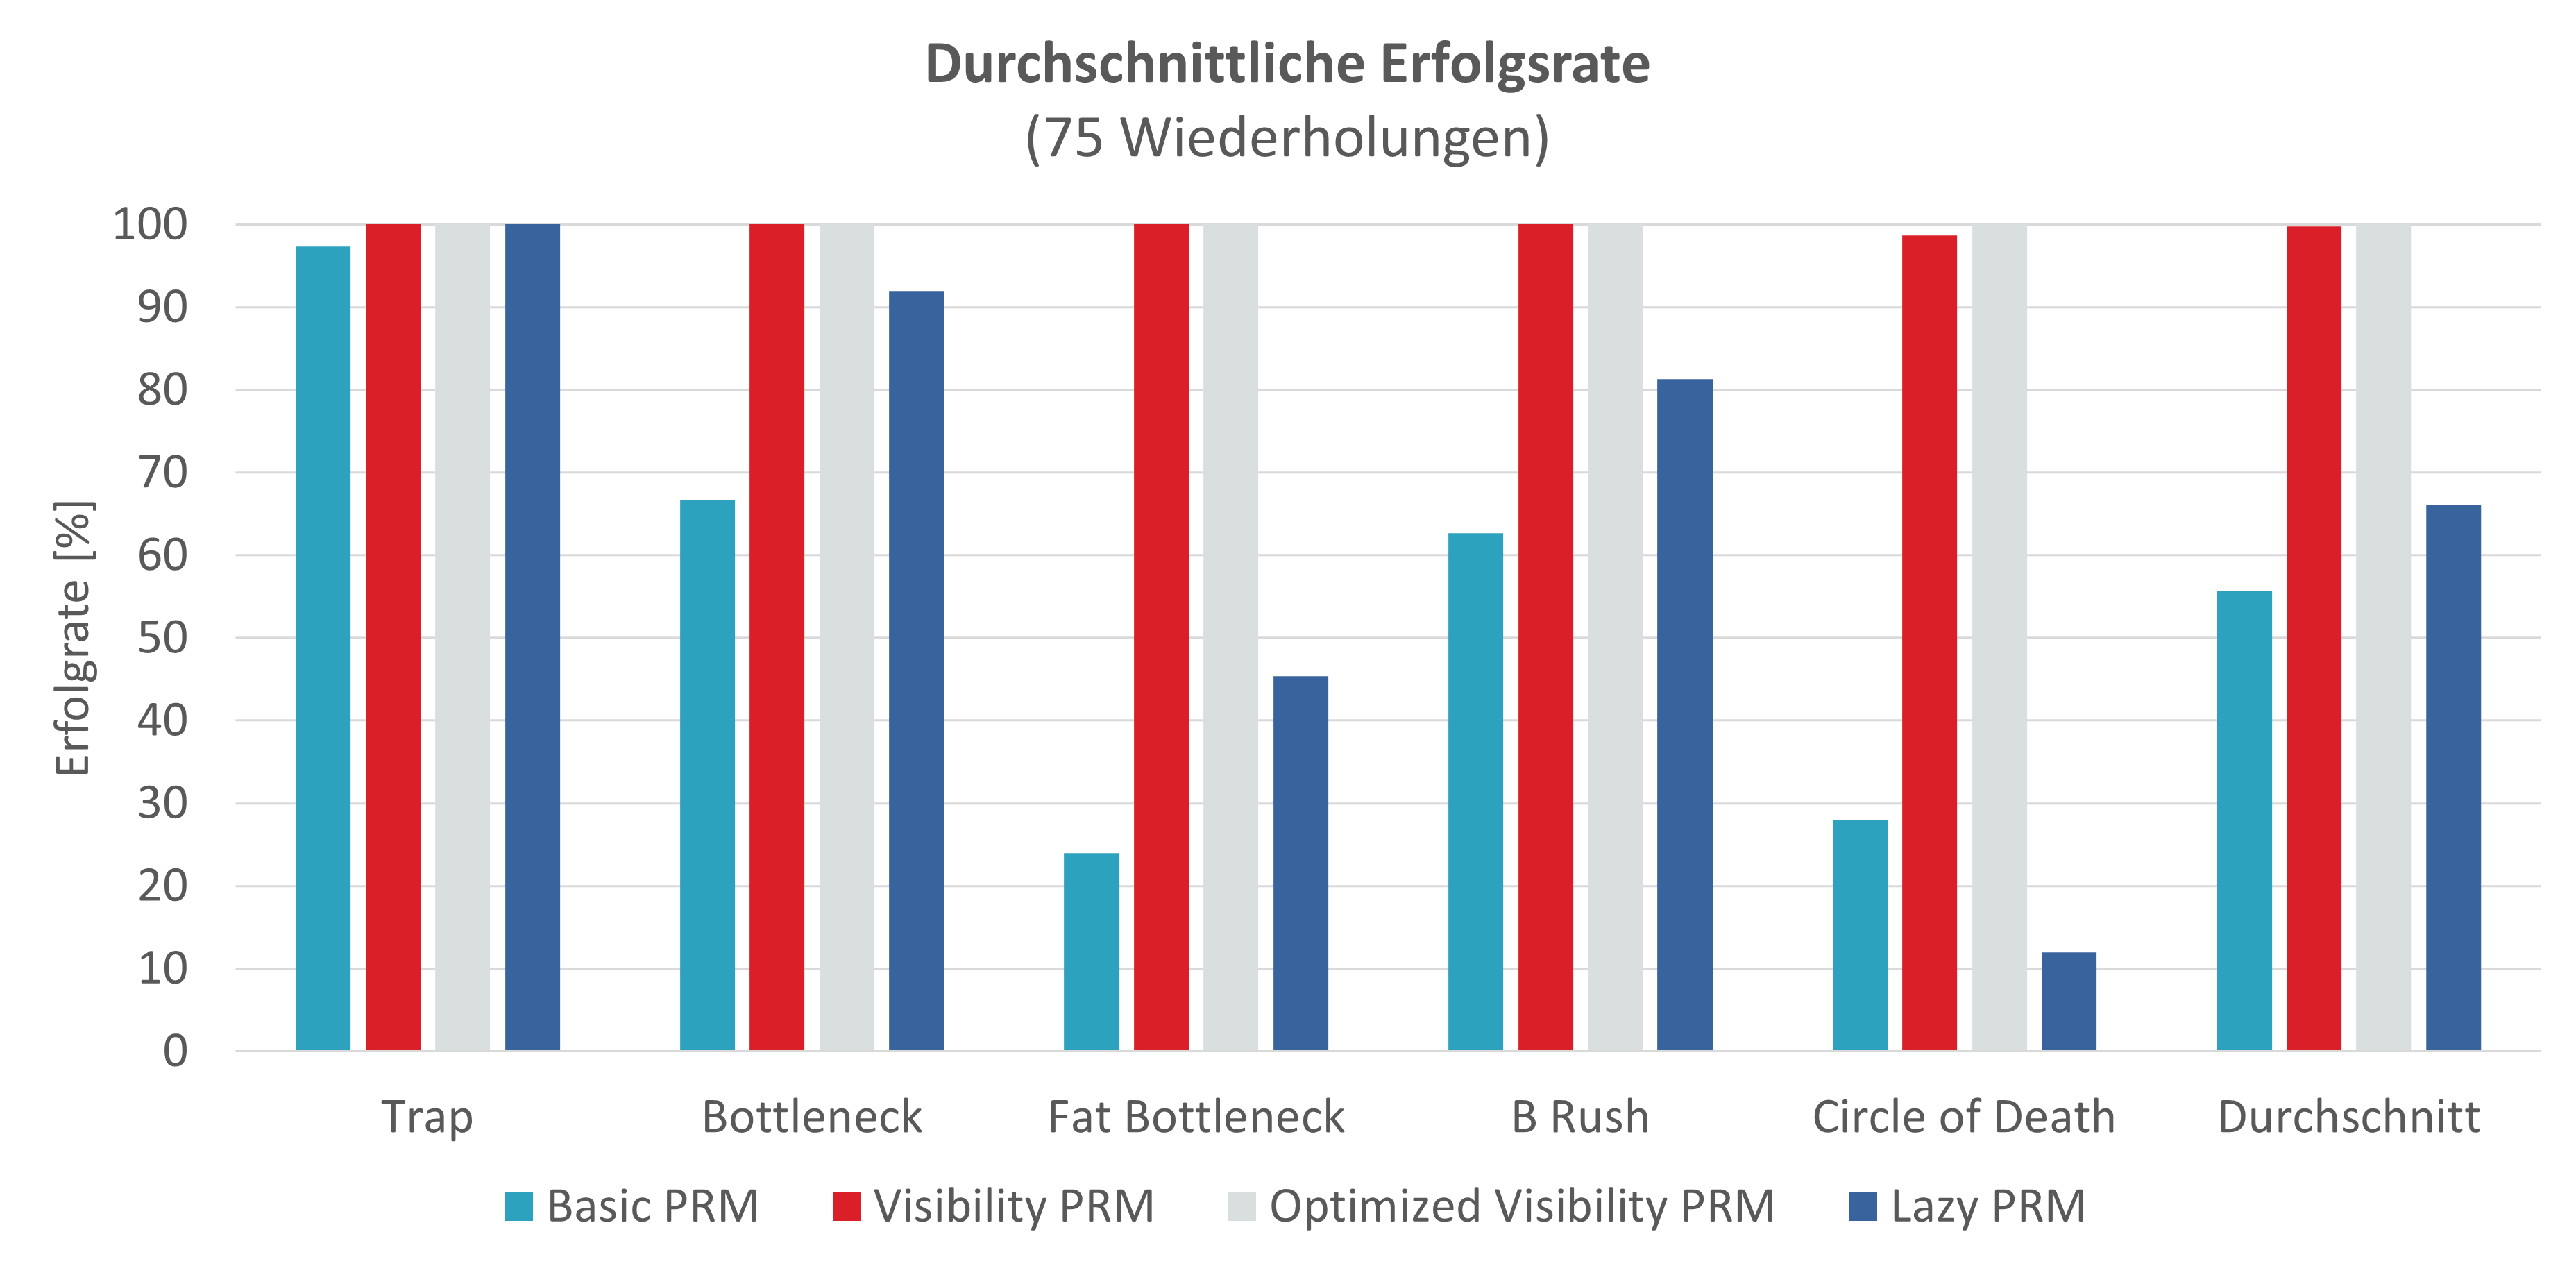 Durchschnittliche Erfolgsrate
(75 Wiederholungen)
100
90
80
70
60
50
40
30
20
10
0
Erfolgrate [%]
Trap Bottleneck Fat Bottleneck B Rush Circle of Death Durchschnitt
Basic PRM Visibility PRM Optimized Visibility PRM Lazy PRM